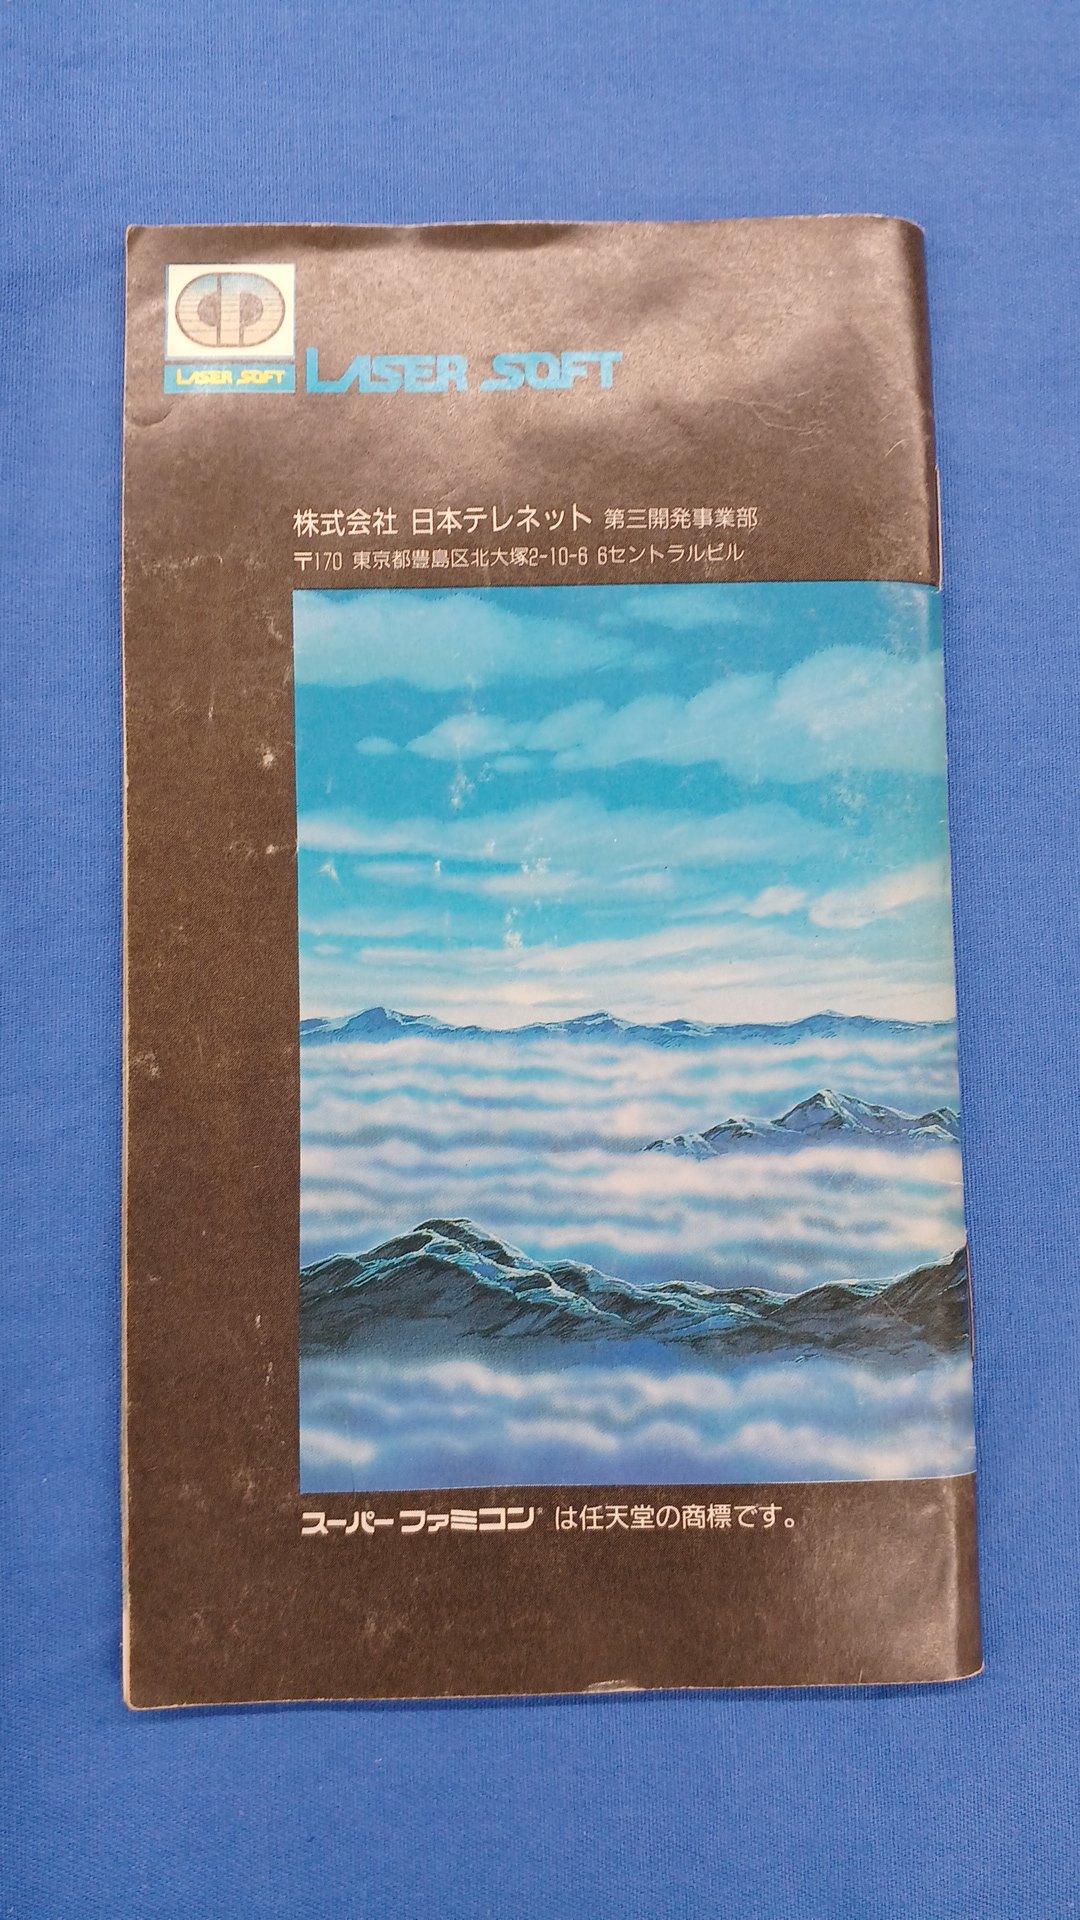 LASER SOFT
LASER SOFT
株式会社 日本テレネット 第三開発事業部
〒170 東京都豊島区北大塚2-10-6 6セントラルビル
スーパーファミコン® は任天堂の商標です。